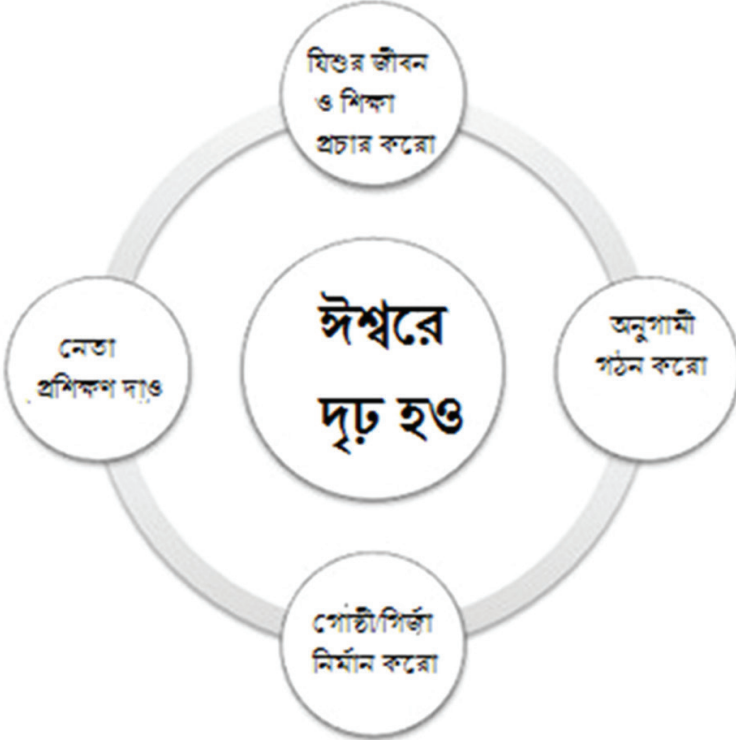 যিশুর জীবন
ও শিক্ষা
প্রচার করো
ঈশ্বরে
দৃঢ় হও
অনুগামী
গঠন করো
গোষ্ঠী/গির্জা
নির্মান করো
নেতা
প্রশিক্ষণ দাও